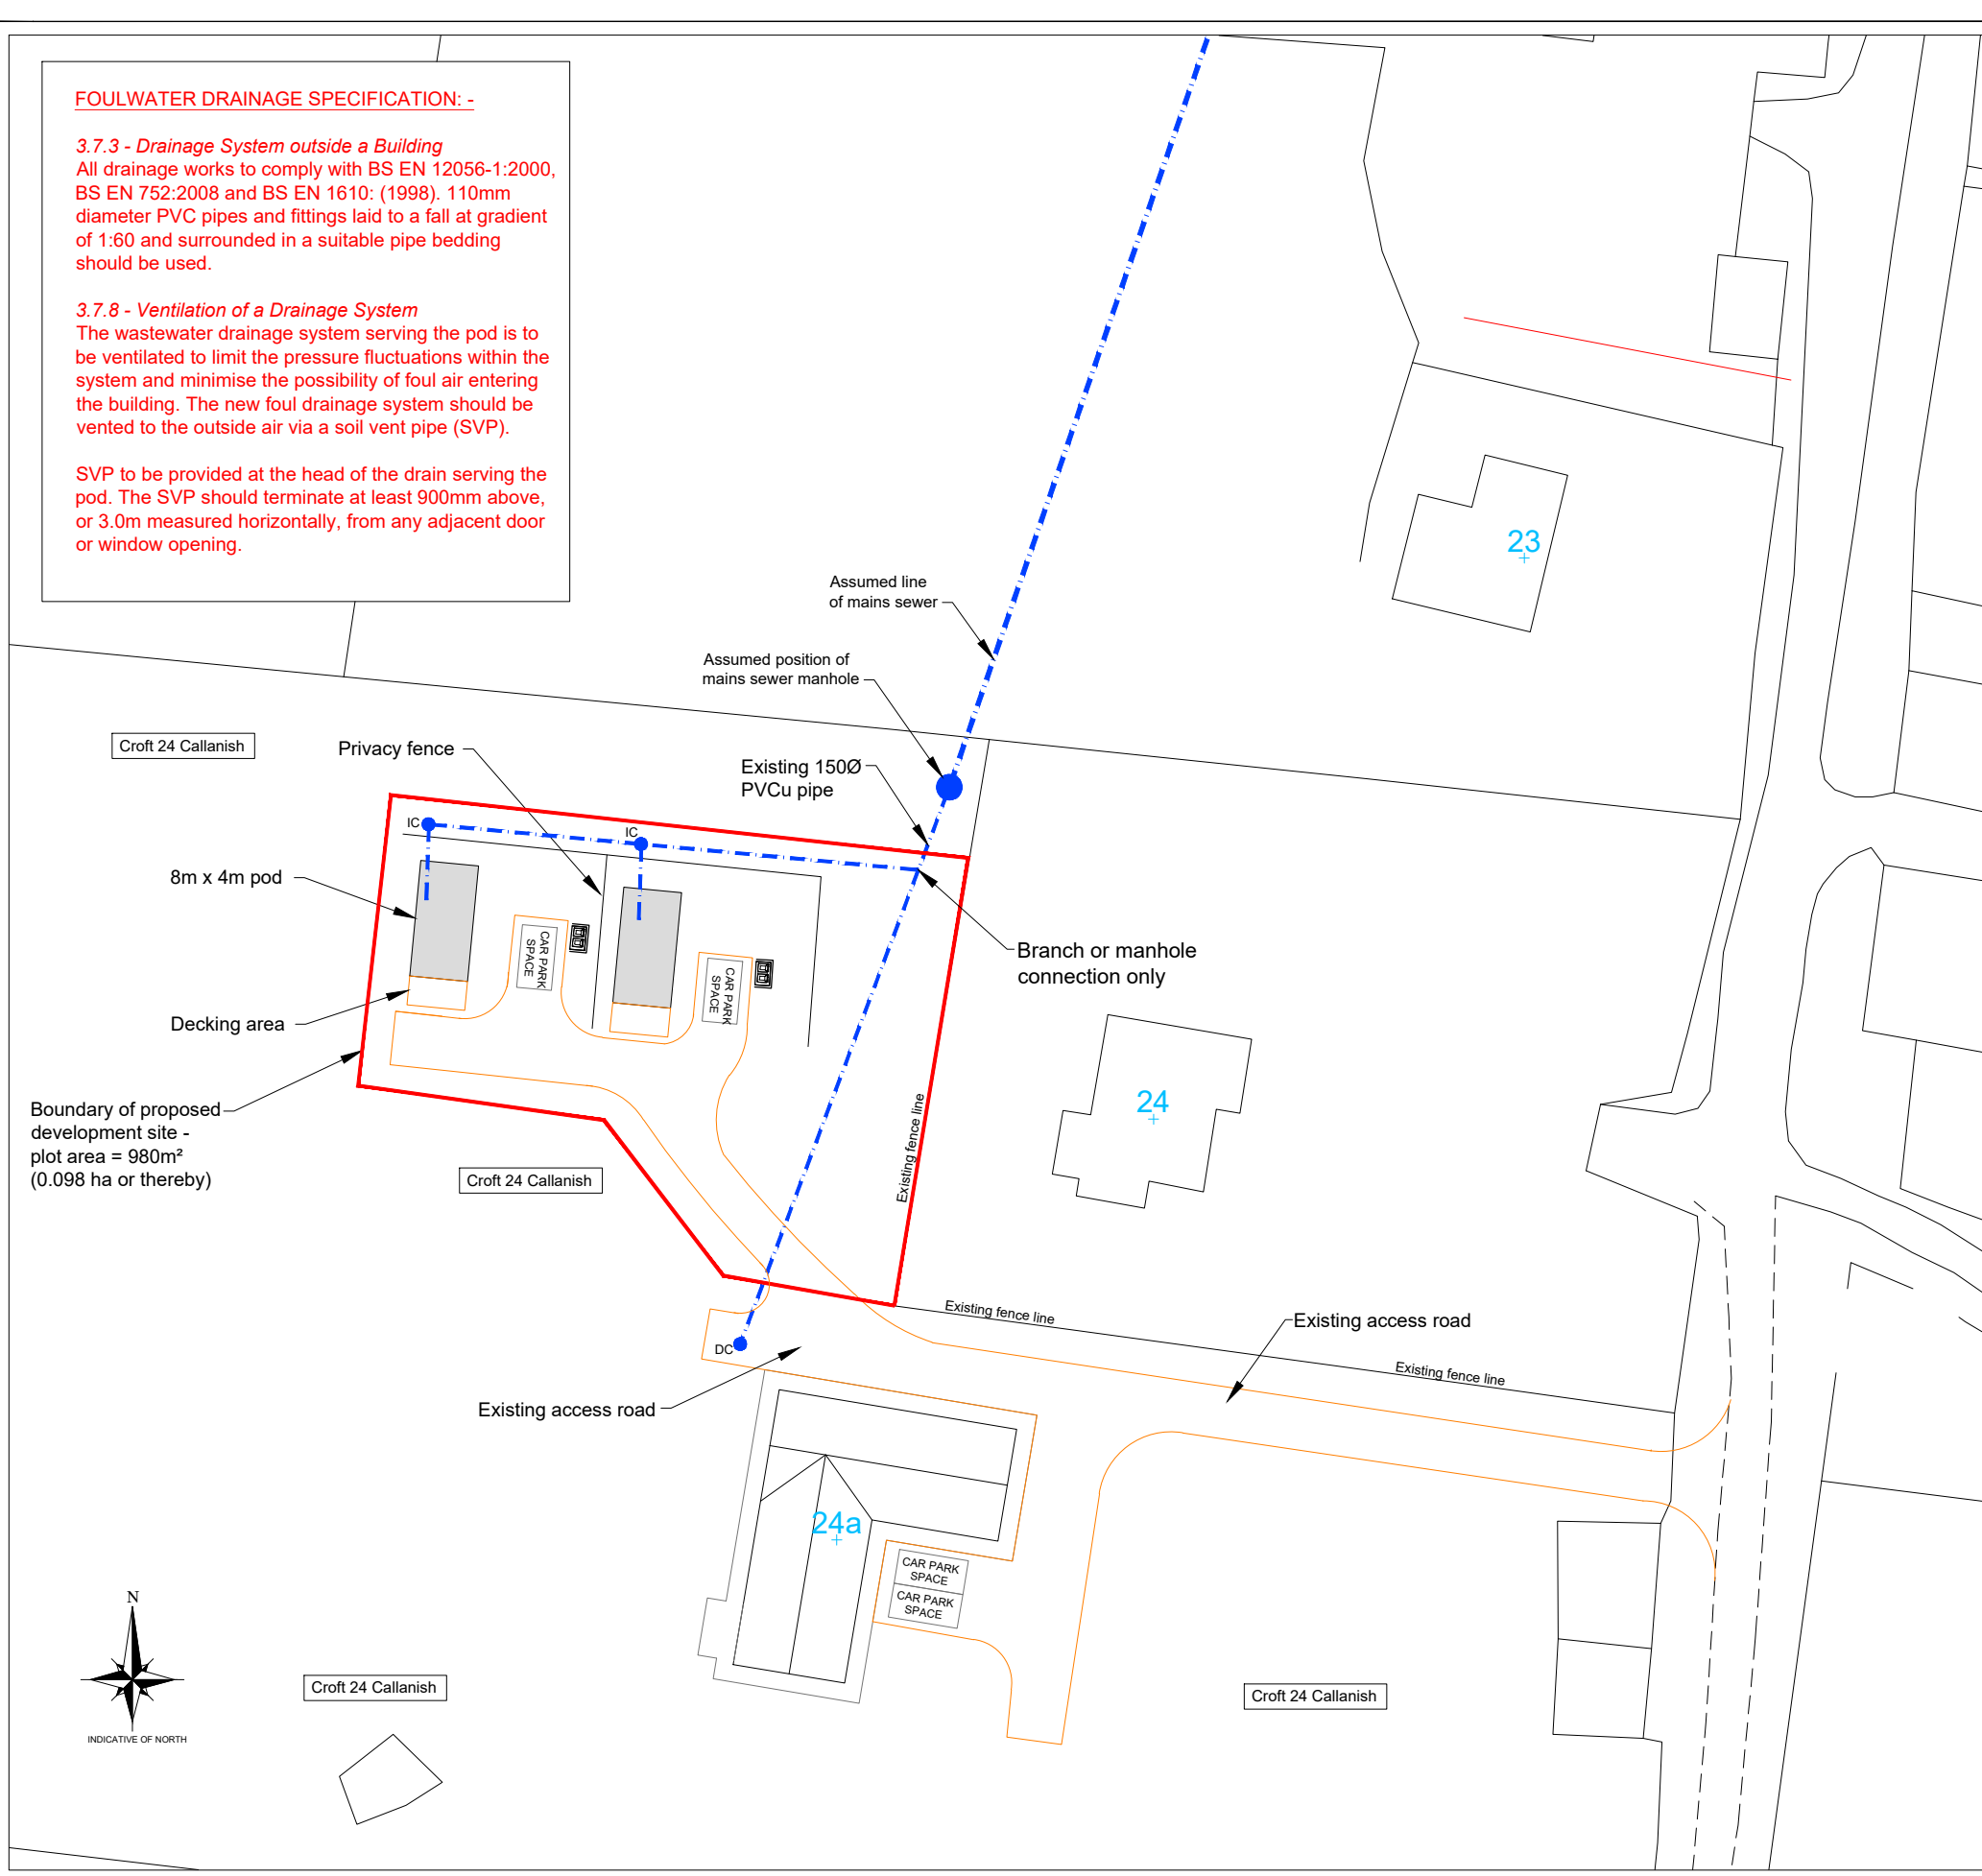 FOULWATER DRAINAGE SPECIFICATION: -
3.7.3 - Drainage System outside a Building
All drainage works to comply with BS EN 12056-1:2000,
BS EN 752:2008 and BS EN 1610: (1998). 110mm
diameter PVC pipes and fittings laid to a fall at gradient
of 1:60 and surrounded in a suitable pipe bedding
should be used.
3.7.8 - Ventilation of a Drainage System
The wastewater drainage system serving the pod is to
be ventilated to limit the pressure fluctuations within the
system and minimise the possibility of foul air entering
the building. The new foul drainage system should be
vented to the outside air via a soil vent pipe (SVP).
SVP to be provided at the head of the drain serving the
pod. The SVP should terminate at least 900mm above,
or 3.0m measured horizontally, from any adjacent door
or window opening.
23
Assumed line
of mains sewer
Assumed position of
mains sewer manhole
Croft 24 Callanish
Privacy fence
Existing 150Ø
PVCu pipe
IC
IC
8m x 4m pod
CAR PARK
SPACE
CAR PARK
SPACE
Branch or manhole
connection only
Decking area
Boundary of proposed
development site -
plot area = 980m²
(0.098 ha or thereby)
24
Existing fence line
Croft 24 Callanish
Existing fence line
Existing access road
DC
Existing fence line
Existing access road
24a
CAR PARK
SPACE
CAR PARK
SPACE
N
INDICATIVE OF NORTH
Croft 24 Callanish
Croft 24 Callanish